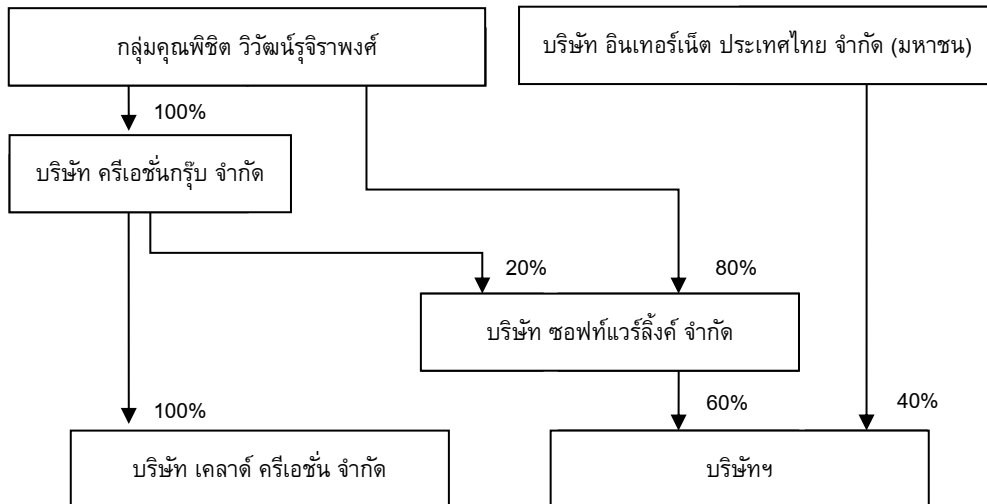 กลุ่มคุณพิชิต วิวัฒน์รุจิราพงศ์
บริษัท อินเทอร์เน็ต ประเทศไทย จำกัด (มหาชน)
100%
บริษัท ครีเอชั่นกรุ๊บ จำกัด
20%
80%
บริษัท ซอฟท์แวร์ลิ้งค์ จำกัด
100%
60%
40%
บริษัท เคลาด์ ครีเอชั่น จำกัด
บริษัทฯ